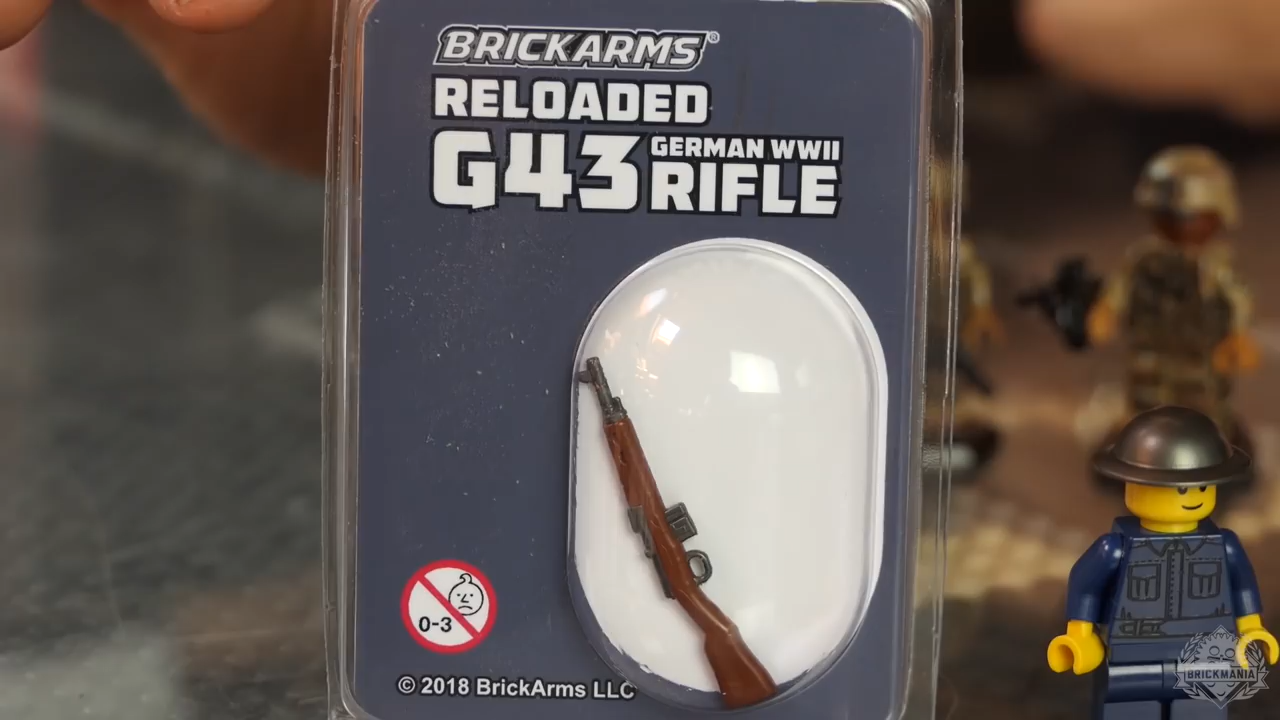 BRICKARMS®
RELOADED
G43 GERMAN WWII
RIFLE
0-3
© 2018 BrickArms LLC
BRICKMANIA